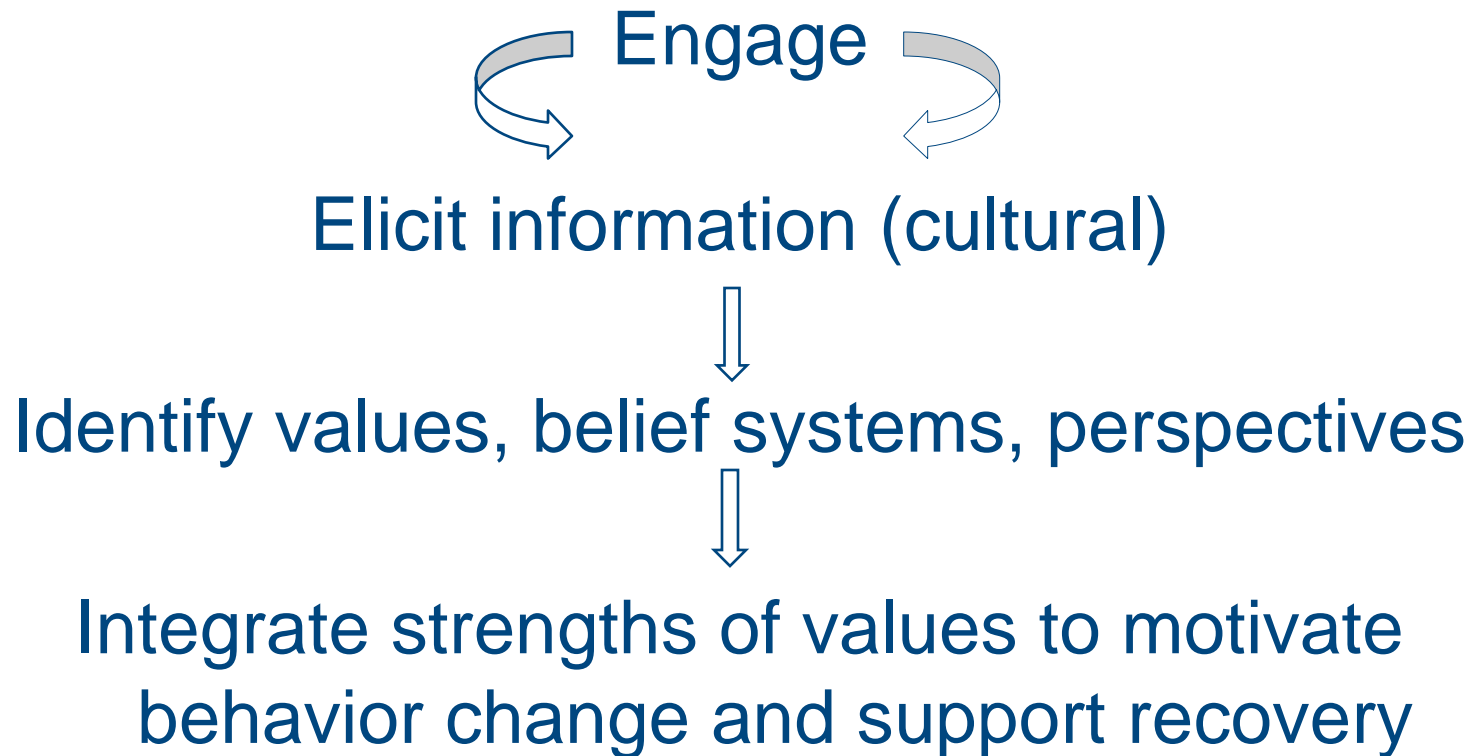 Engage
Elicit information (cultural)
Identify values, belief systems, perspectives
Integrate strengths of values to motivate
behavior change and support recovery